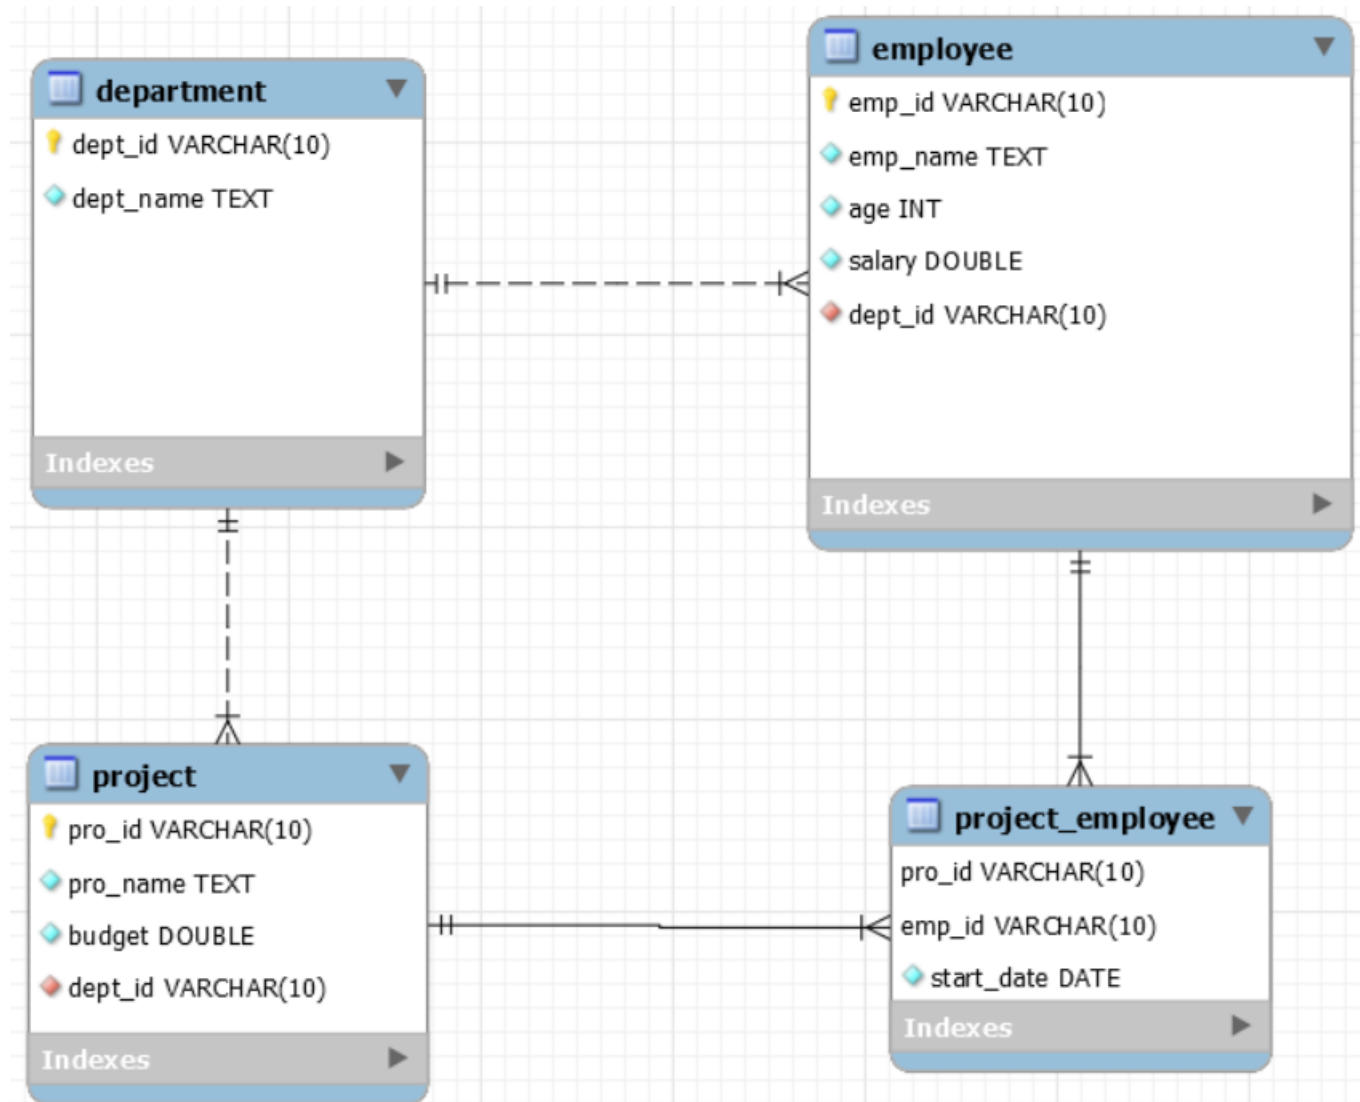 department
dept_id VARCHAR(10)
dept_name TEXT
Indexes
employee
emp_id VARCHAR(10)
emp_name TEXT
age INT
salary DOUBLE
dept_id VARCHAR(10)
Indexes
project
pro_id VARCHAR(10)
pro_name TEXT
budget DOUBLE
dept_id VARCHAR(10)
Indexes
project_employee
pro_id VARCHAR(10)
emp_id VARCHAR(10)
start_date DATE
Indexes